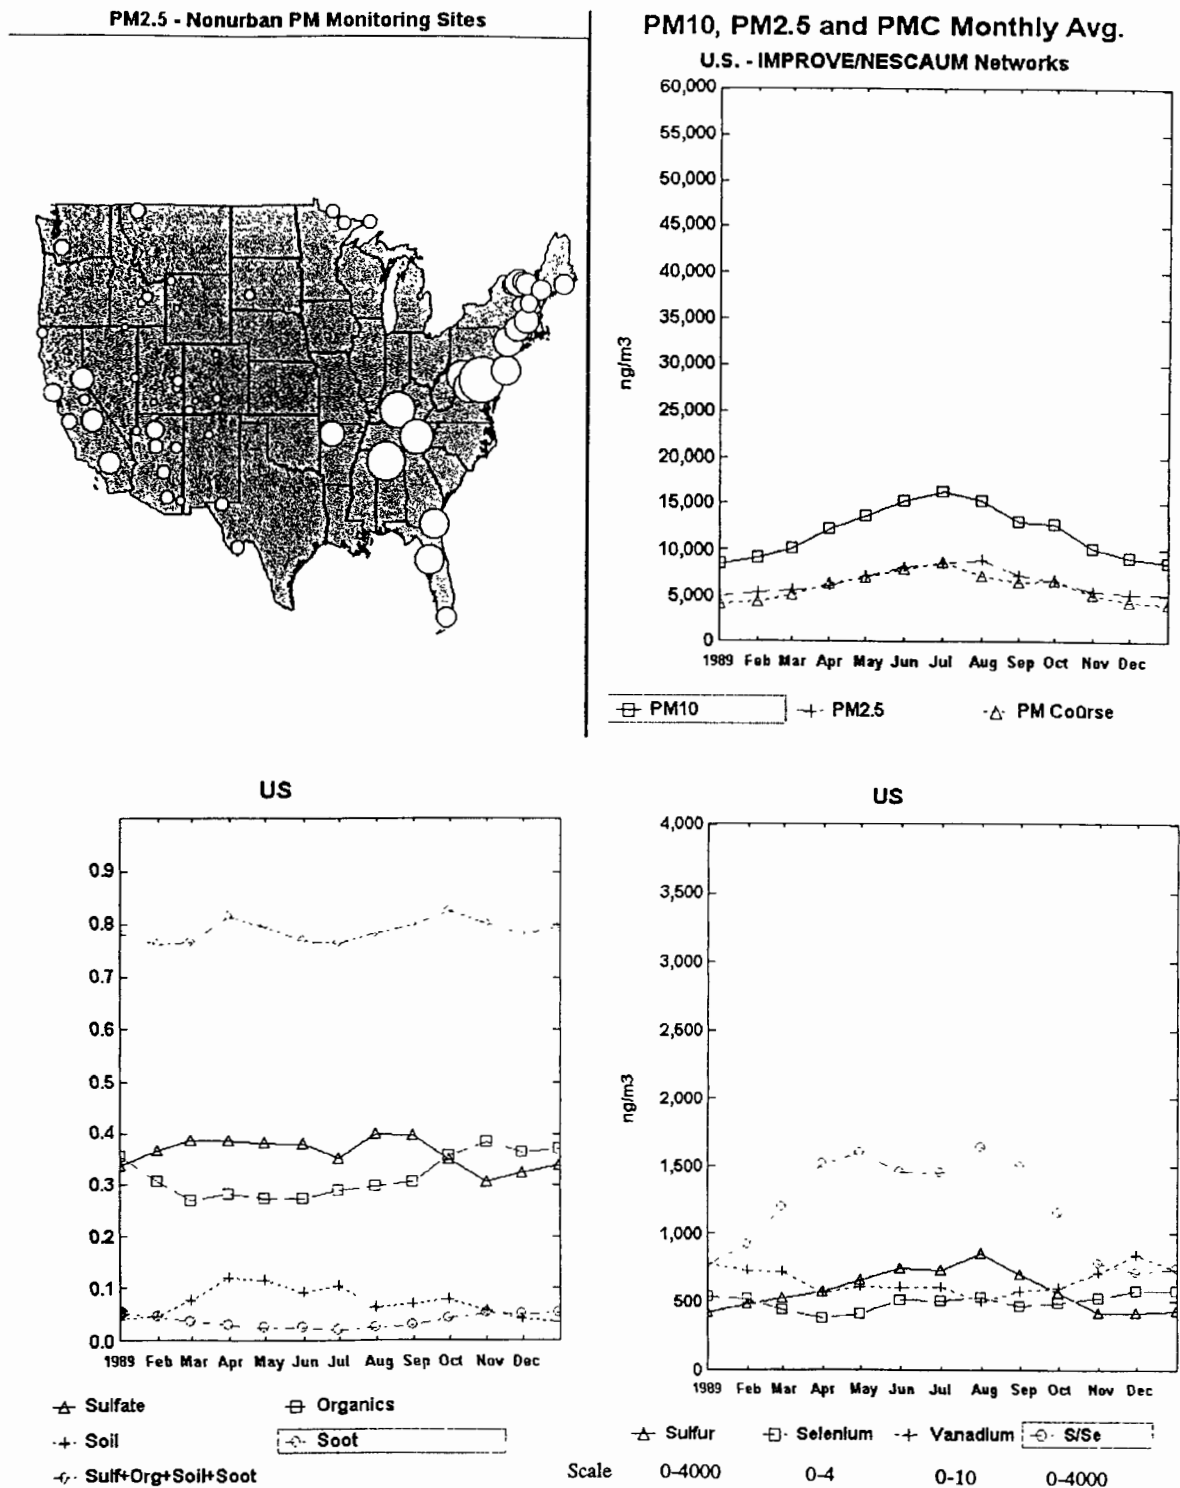 PM2.5 - Nonurban PM Monitoring Sites
PM10, PM2.5 and PMC Monthly Avg.
U.S. - IMPROVE/NESCAUM Networks
60,000
55,000
50,000
45,000
40,000
35,000
30,000
25,000
20,000
15,000
10,000
5,000
0
ng/m3
1989 Feb Mar Apr May Jun Jul Aug Sep Oct Nov Dec
PM10 PM2.5 PM Course
US
0.9
0.8
0.7
0.6
0.5
0.4
0.3
0.2
0.1
0.0
1989 Feb Mar Apr May Jun Jul Aug Sep Oct Nov Dec
Sulfate Organics
Soil Soot
Sulf+Org+Soil+Soot
US
4,000
3,500
3,000
2,500
2,000
1,500
1,000
500
0
ng/m3
1989 Feb Mar Apr May Jun Jul Aug Sep Oct Nov Dec
Sulfur Selenium Vanadium S/Se
Scale 0-4000 0-4 0-10 0-4000